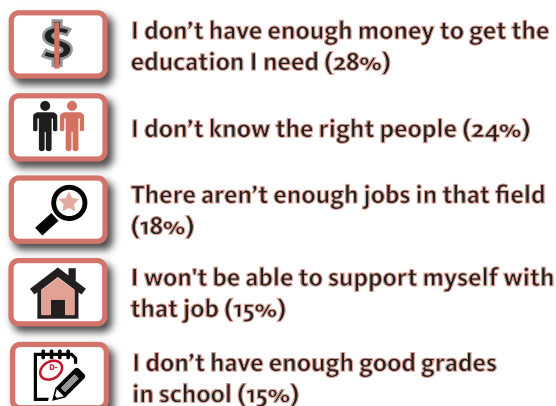 $
I don’t have enough money to get the
education I need (28%)
I don’t know the right people (24%)
There aren’t enough jobs in that field
(18%)
I won't be able to support myself with
that job (15%)
D-
I don’t have enough good grades
in school (15%)